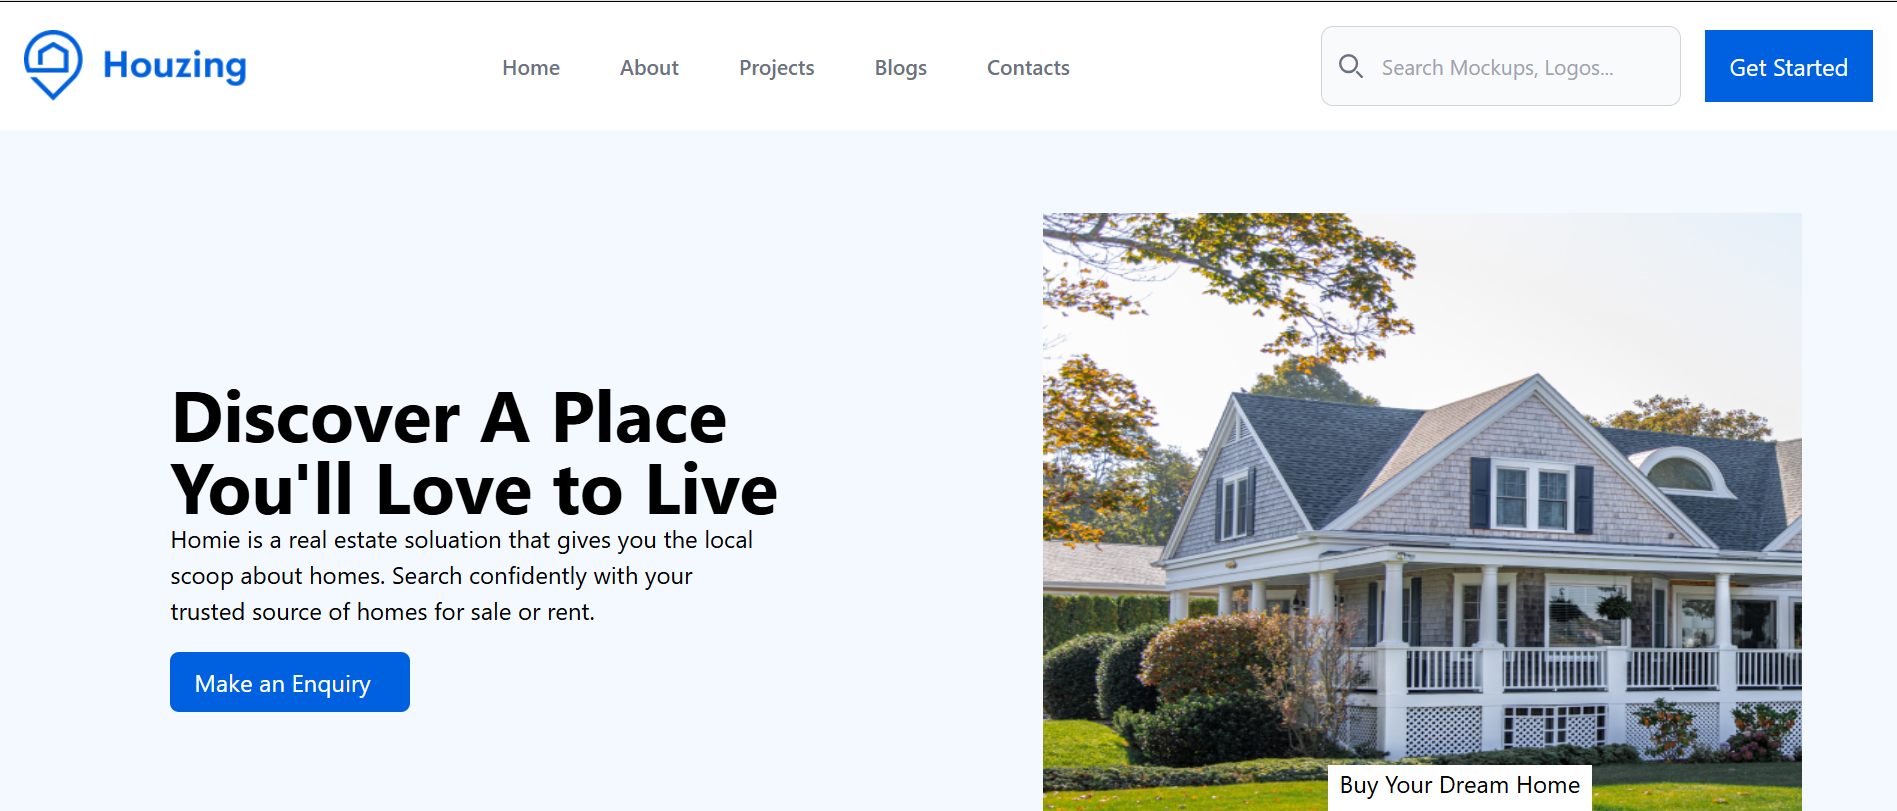 Houzing
Home About Projects Blogs Contacts
Search Mockups, Logos...
Get Started
Discover A Place
You'll Love to Live
Homie is a real estate soluation that gives you the local
scoop about homes. Search confidently with your
trusted source of homes for sale or rent.
Make an Enquiry
Buy Your Dream Home